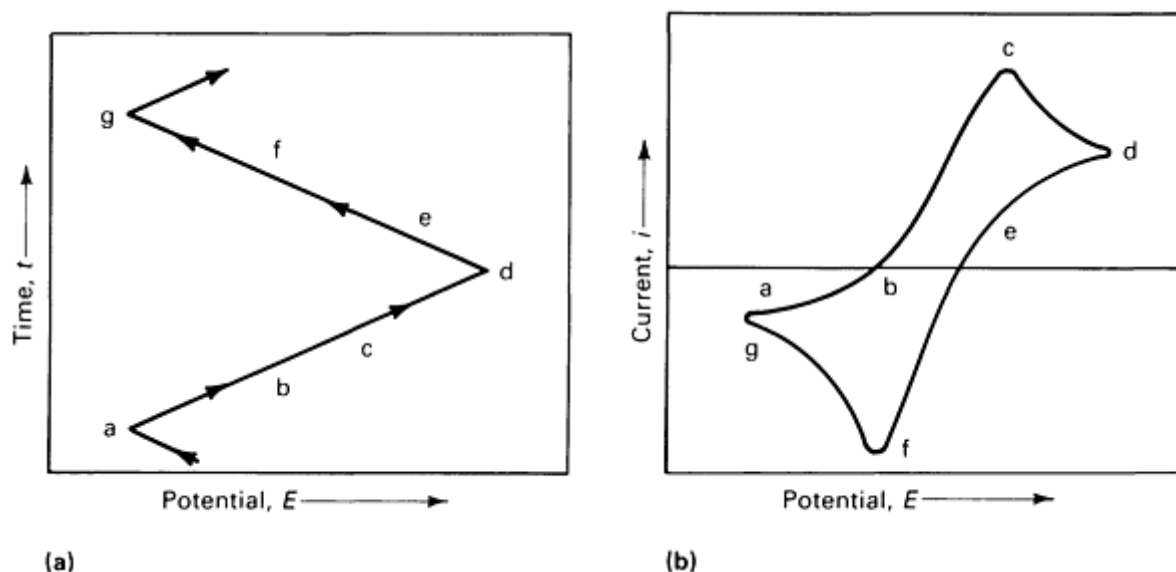 g
f
e
d
c
b
a
Time, t
Potential, E
(a)
c
d
e
a
b
g
f
Current, i
Potential, E
(b)